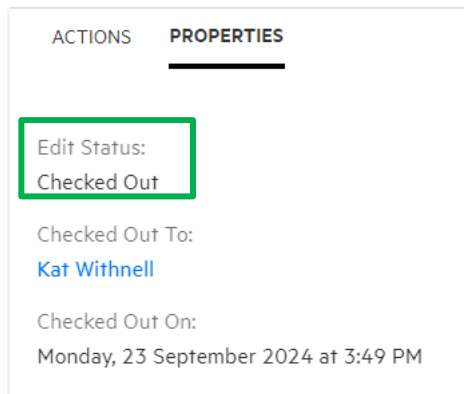 ACTIONS PROPERTIES
Edit Status:
Checked Out
Checked Out To:
Kat Withnell
Checked Out On:
Monday, 23 September 2024 at 3:49 PM